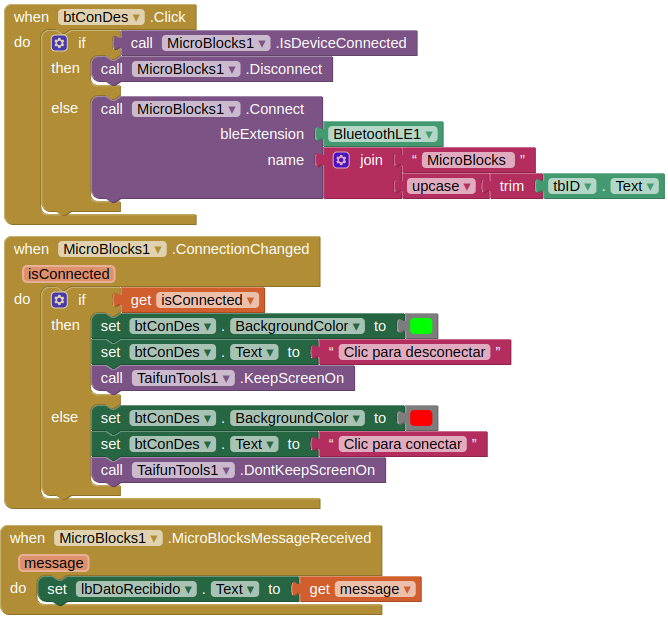 when btConDes .Click
do if call MicroBlocks1 .IsDeviceConnected
then call MicroBlocks1 .Disconnect
else call MicroBlocks1 .Connect
bleExtension BluetoothLE1
name join “ MicroBlocks ”
upcase trim tbID . Text
when MicroBlocks1 .ConnectionChanged
isConnected
do if get isConnected
then set btConDes . BackgroundColor to
set btConDes . Text to “ Clic para desconectar ”
call TaifunTools1 .KeepScreenOn
else set btConDes . BackgroundColor to
set btConDes . Text to “ Clic para conectar ”
call TaifunTools1 .DontKeepScreenOn
when MicroBlocks1 .MicroBlocksMessageReceived
message
do set lbDatoRecibido . Text to get message